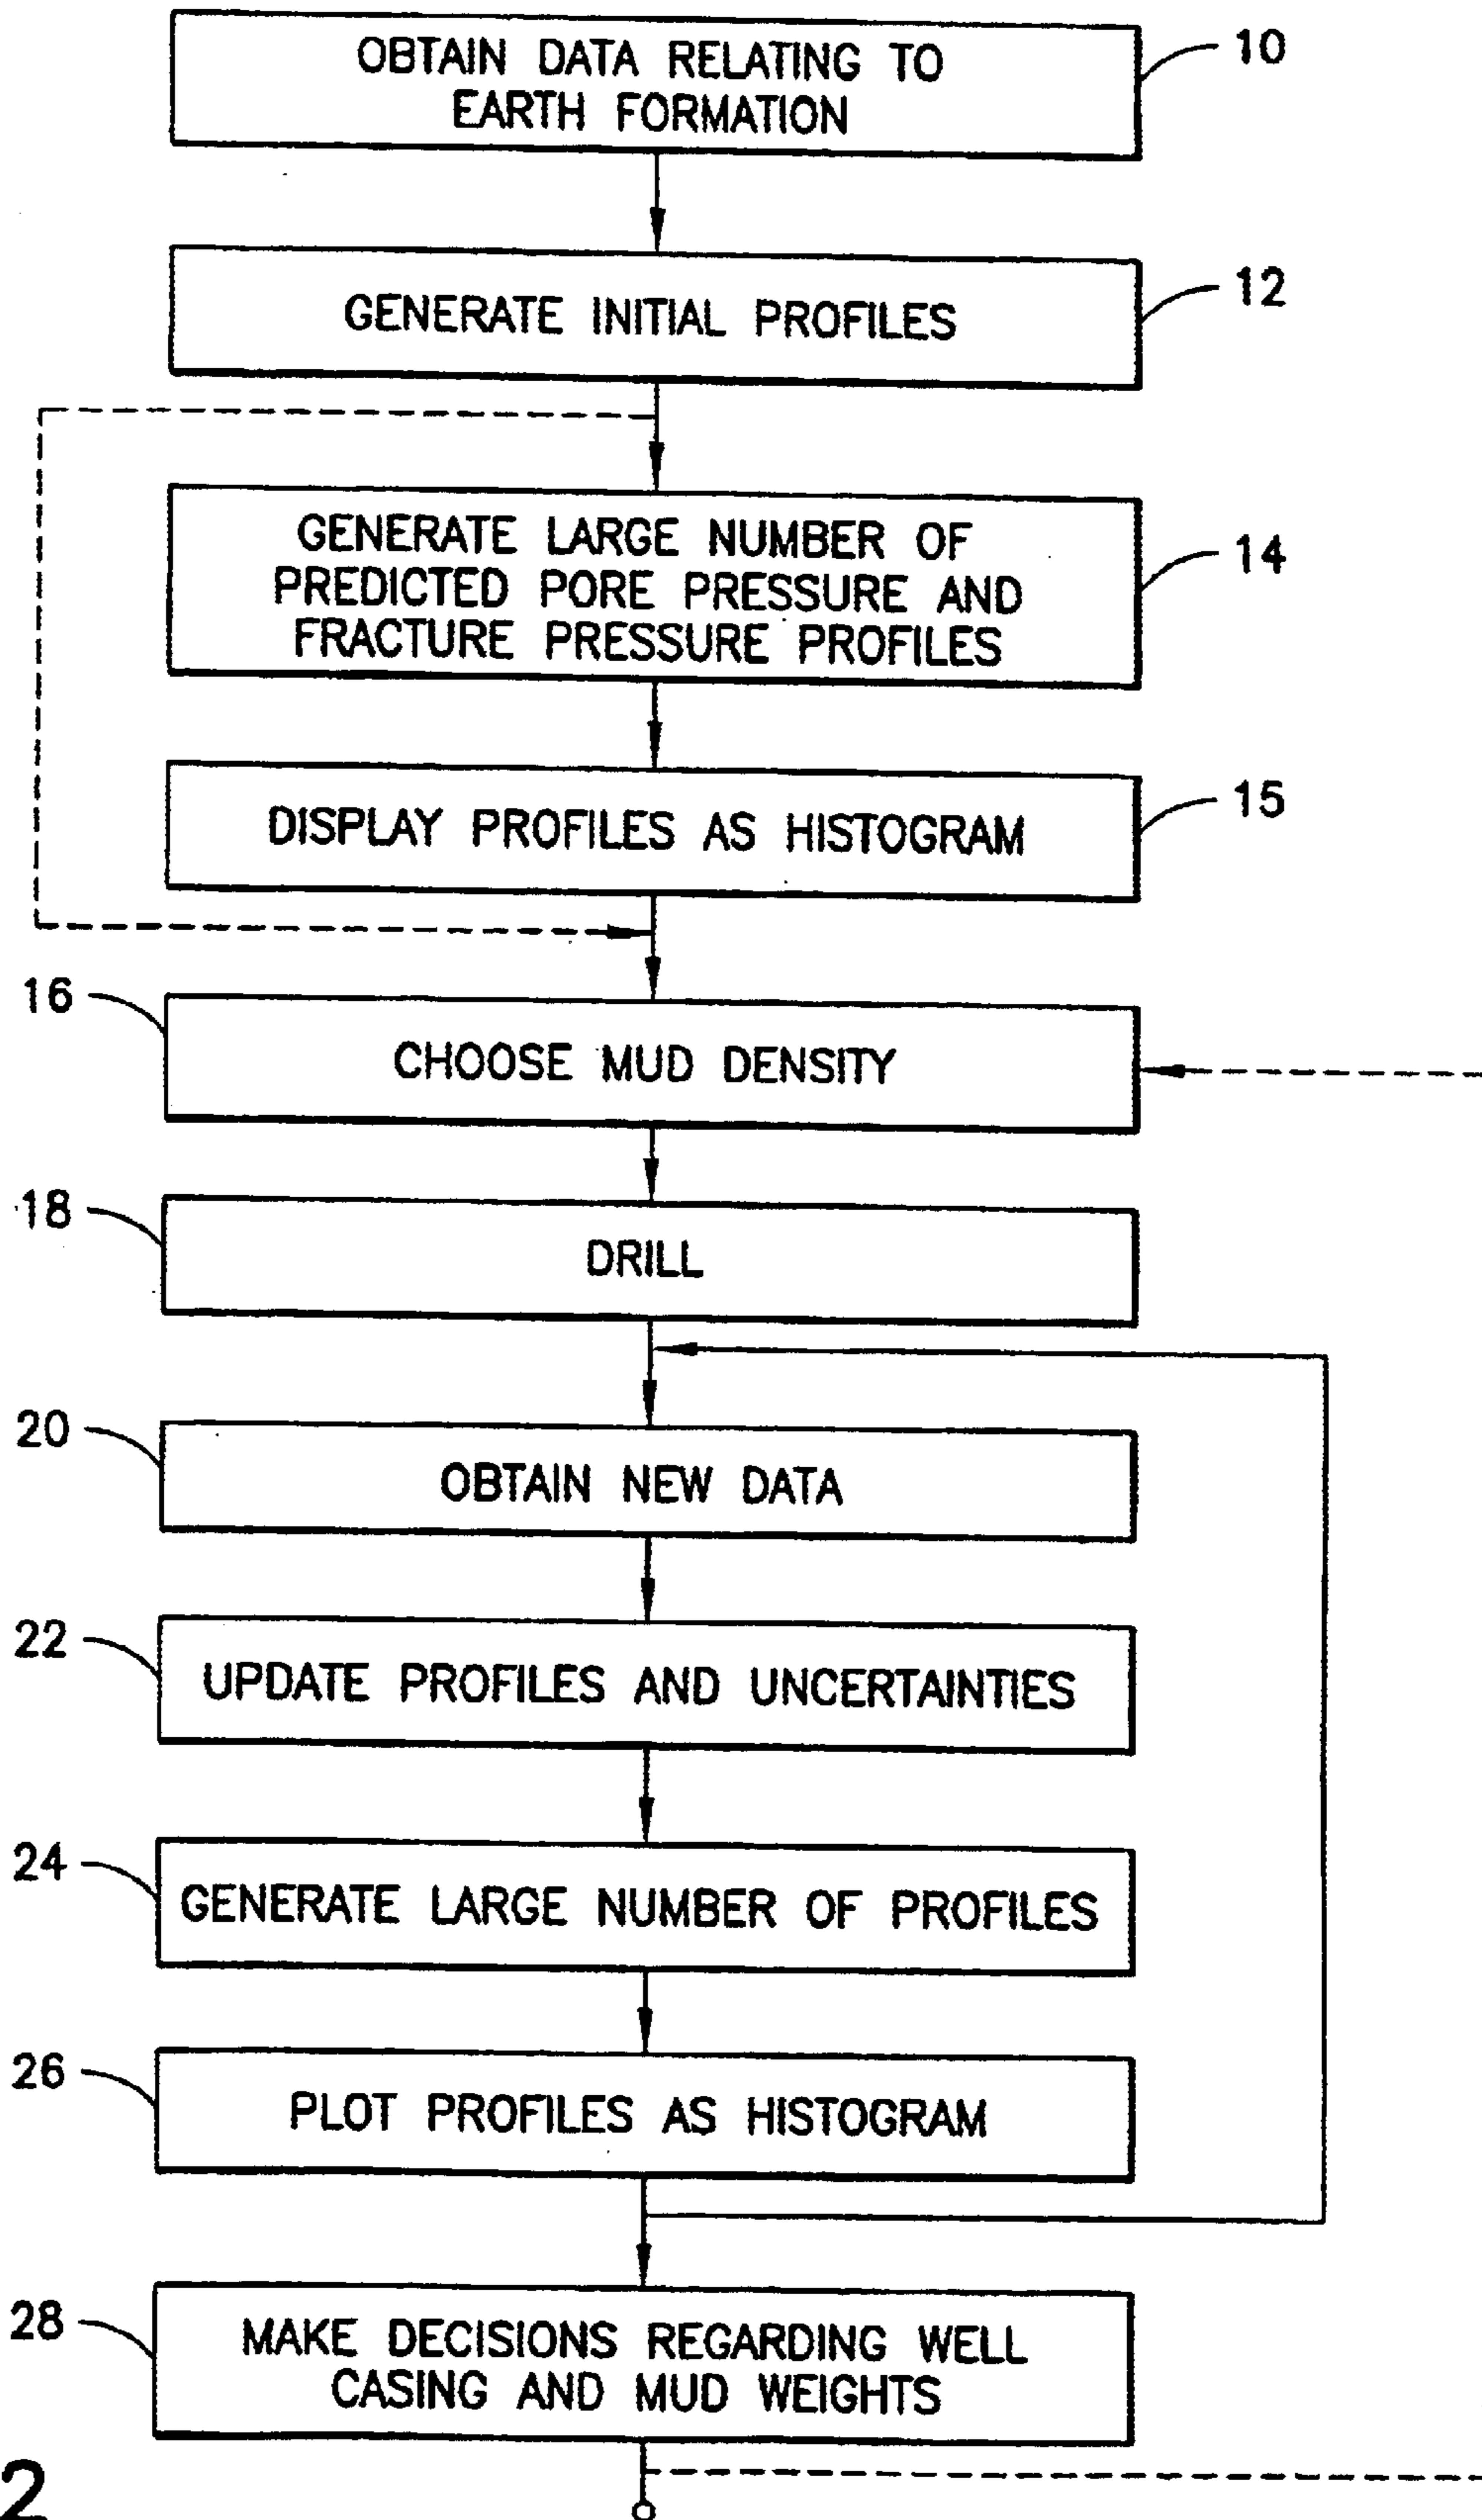 OBTAIN DATA RELATING TO
EARTH FORMATION
10
GENERATE INITIAL PROFILES
12
GENERATE LARGE NUMBER OF
PREDICTED PORE PRESSURE AND
FRACTURE PRESSURE PROFILES
14
DISPLAY PROFILES AS HISTOGRAM
15
16
CHOOSE MUD DENSITY
18
DRILL
20
OBTAIN NEW DATA
22
UPDATE PROFILES AND UNCERTAINTIES
24
GENERATE LARGE NUMBER OF PROFILES
26
PLOT PROFILES AS HISTOGRAM
28
MAKE DECISIONS REGARDING WELL
CASING AND MUD WEIGHTS
2